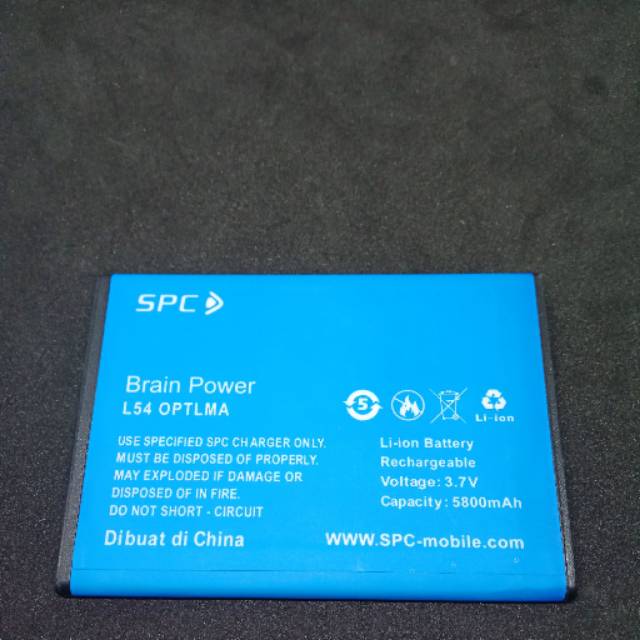 SPC
Brain Power
L54 OPTLMA
5
Li-ion
USE SPECIFIED SPC CHARGER ONLY.
MUST BE DISPOSED OF PROPERLY.
MAY EXPLODED IF DAMAGE OR
DISPOSED OF IN FIRE.
DO NOT SHORT - CIRCUIT
Li-ion Battery
Rechargeable
Voltage: 3.7V
Capacity: 5800mAh
Dibuat di China
WWW.SPC-mobile.com